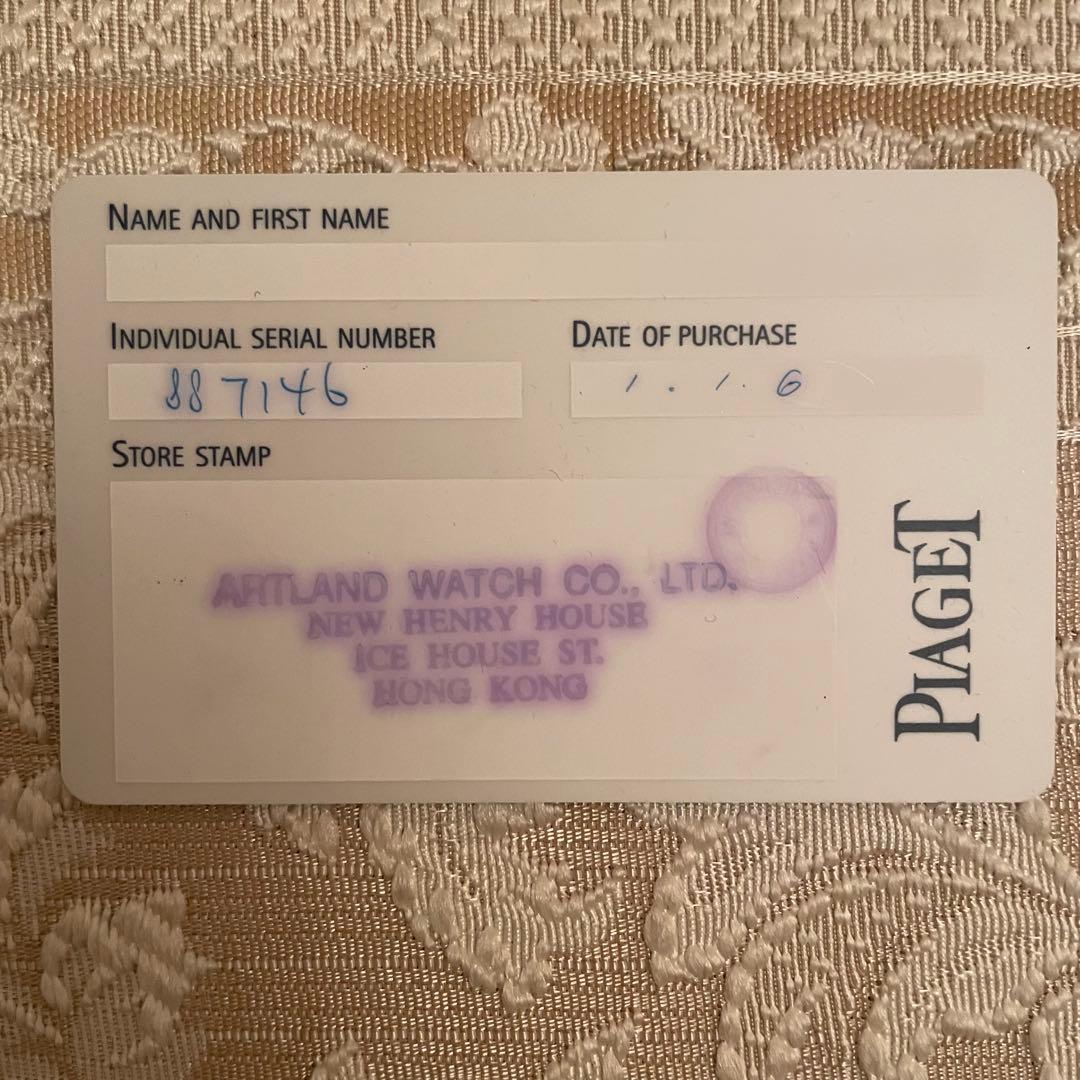 NAME AND FIRST NAME
INDIVIDUAL SERIAL NUMBER
887146
DATE OF PURCHASE
1. 1. 6
STORE STAMP
ARTLAND WATCH CO., LTD.
NEW HENRY HOUSE
ICE HOUSE ST.
HONG KONG
PIAGET